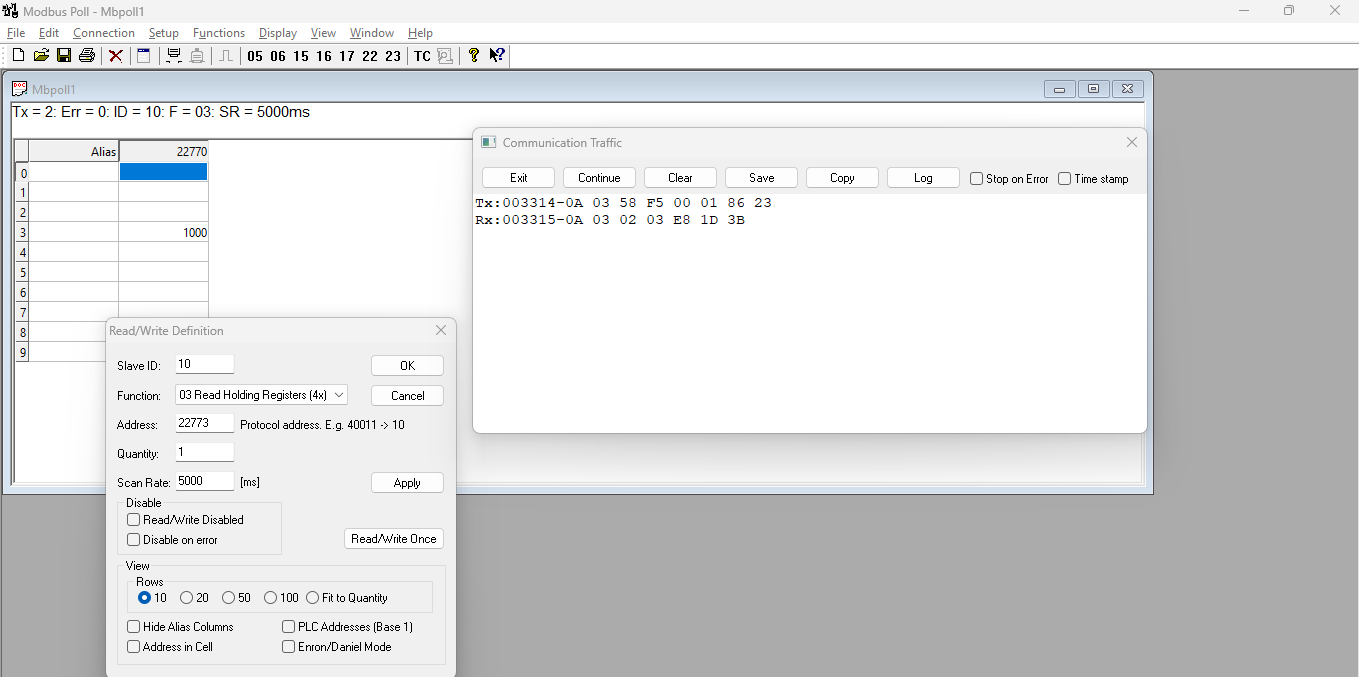 Modbus Poll - Mbpoll1
File Edit Connection Setup Functions Display View Window Help
05 06 15 16 17 22 23 TC
Mbpoll1
Tx = 2: Err = 0: ID = 10: F = 03: SR = 5000ms
Alias 22770
0
1
2
3 1000
4
5
6
7
8
9
Communication Traffic
Exit Continue Clear Save Copy Log Stop on Error Time stamp
Tx:003314-0A 03 58 F5 00 01 86 23
Rx:003315-0A 03 02 03 E8 1D 3B
Read/Write Definition
Slave ID: 10 OK
Function: 03 Read Holding Registers (4x) Cancel
Address: 22773 Protocol address. E.g. 40011 -> 10
Quantity: 1
Scan Rate: 5000 [ms] Apply
Disable
Read/Write Disabled
Disable on error Read/Write Once
View
Rows
10 20 50 100 Fit to Quantity
Hide Alias Columns PLC Addresses (Base 1)
Address in Cell Enron/Daniel Mode